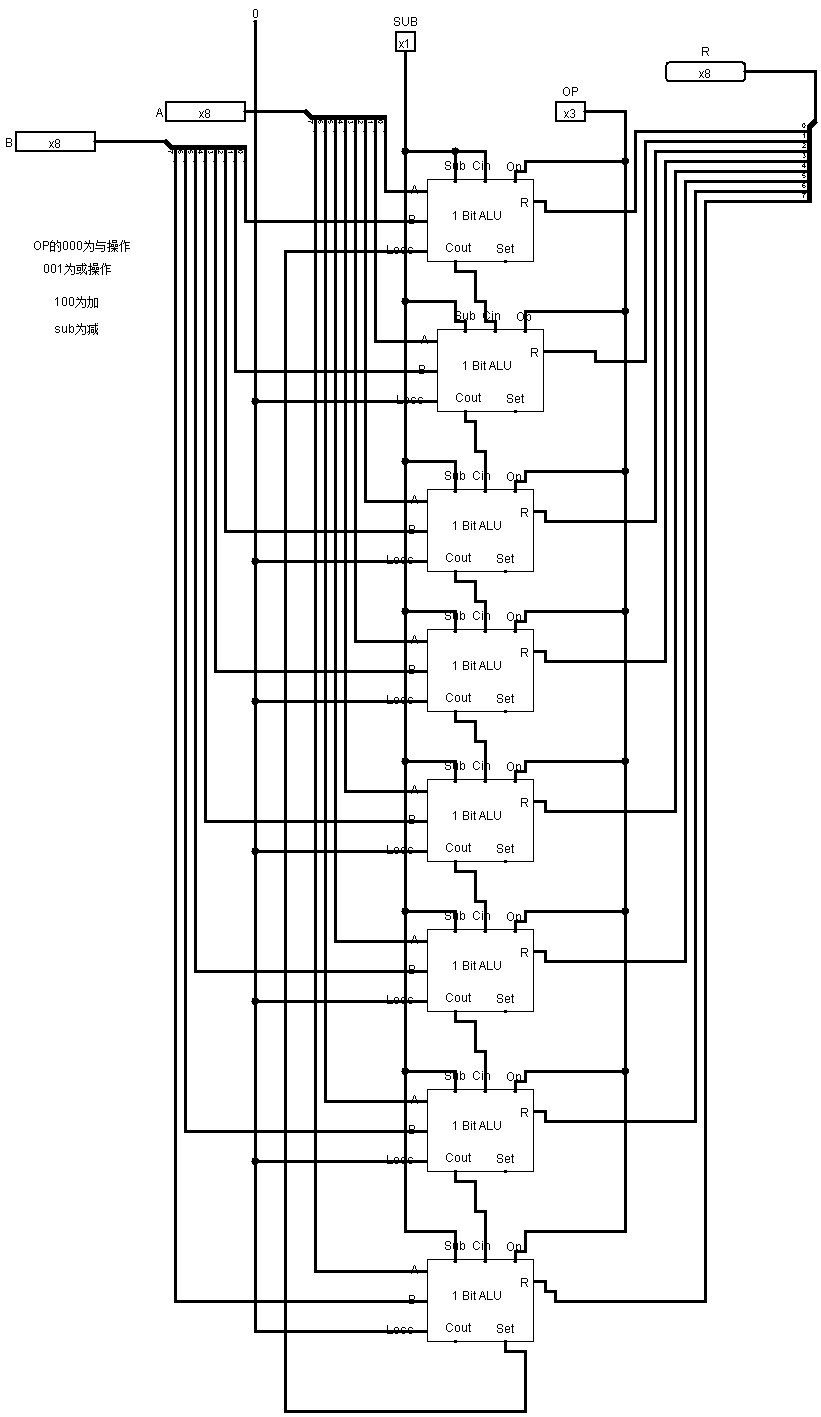 0
SUB
x1
R
x8
A
x8
OP
x3
B
x8
0
1
2
3
4
5
6
7
Sub Cin Op
A
R
B
1 Bit ALU
Less
Cout Set
OP的000为与操作
001为或操作
100为加
sub为减
Sub Cin Op
A
R
B
1 Bit ALU
Less
Cout Set
Sub Cin Op
A
R
B
1 Bit ALU
Less
Cout Set
Sub Cin Op
A
R
B
1 Bit ALU
Less
Cout Set
Sub Cin Op
A
R
B
1 Bit ALU
Less
Cout Set
Sub Cin Op
A
R
B
1 Bit ALU
Less
Cout Set
Sub Cin Op
A
R
B
1 Bit ALU
Less
Cout Set
Sub Cin Op
A
R
B
1 Bit ALU
Less
Cout Set